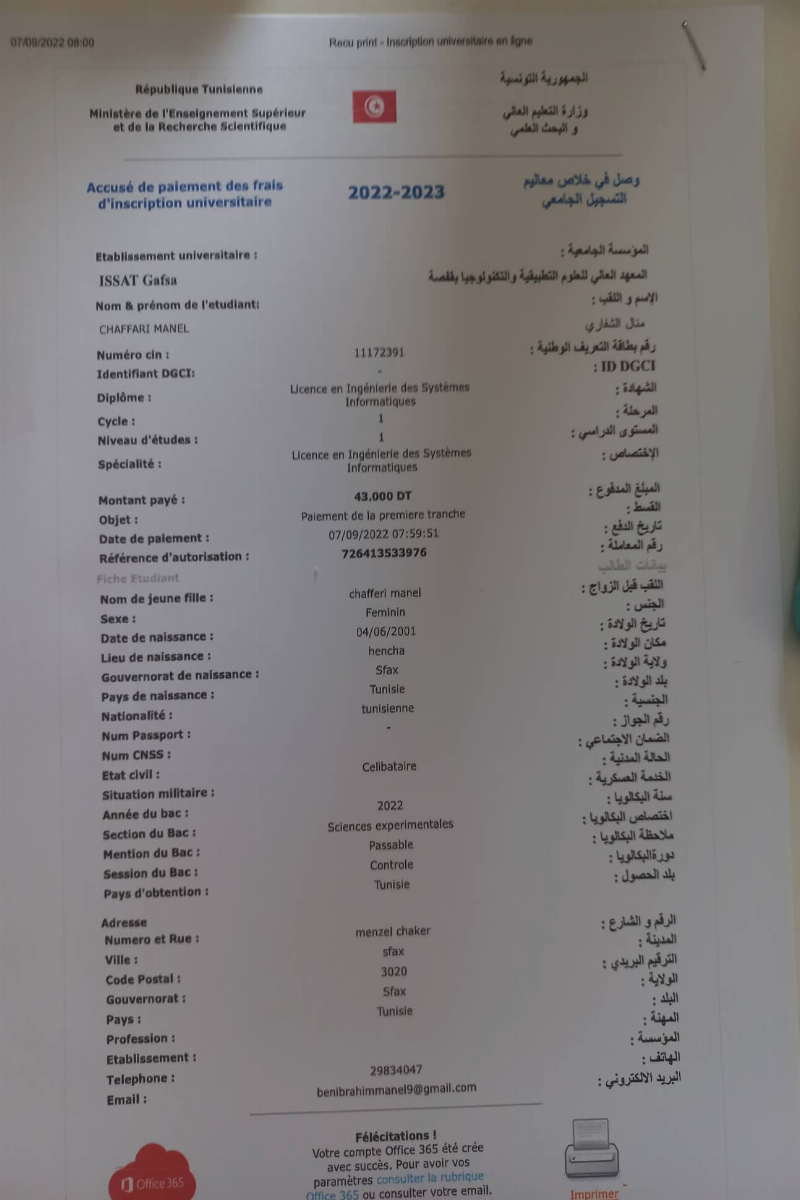 07/09/2022 08:00 Recu print - Inscription universitaire en ligne
République Tunisienne الجمهورية التونسية
Ministère de l'Enseignement Supérieur وزارة التعليم العالي
et de la Recherche Scientifique و البحث العلمي
Accusé de paiement des frais 2022-2023 وصل في خلاص معاليم
d'inscription universitaire التسجيل الجامعي
Etablissement universitaire : المؤسسة الجامعية :
ISSAT Gafsa المعهد العالي للعلوم التطبيقية والتكنولوجيا بقفصة
Nom & prénom de l'etudiant: الإسم و اللقب :
CHAFFARI MANEL منال الشفاري
Numéro cin : 11172391 رقم بطاقة التعريف الوطنية :
Identifiant DGCI: - ID DGCI :
Diplôme : Licence en Ingénierie des Systèmes الشهادة :
Informatiques
Cycle : 1 المرحلة :
Niveau d'études : 1 المستوى الدراسي :
Spécialité : Licence en Ingénierie des Systèmes الإختصاص :
Informatiques
Montant payé : 43.000 DT المبلغ المدفوع :
Objet : Paiement de la premiere tranche القسط :
Date de paiement : 07/09/2022 07:59:51 تاريخ الدفع :
Référence d'autorisation : 726413533976 رقم المعاملة :
Fiche Etudiant بيانات الطالب
Nom de jeune fille : chafferi manel اللقب قبل الزواج :
Sexe : Feminin الجنس :
Date de naissance : 04/06/2001 تاريخ الولادة :
Lieu de naissance : hencha مكان الولادة :
Gouvernorat de naissance : Sfax ولاية الولادة :
Pays de naissance : Tunisie بلد الولادة :
Nationalité : tunisienne الجنسية :
Num Passport : - رقم الجواز :
Num CNSS : الضمان الاجتماعي :
Etat civil : Celibataire الحالة المدنية :
Situation militaire : الخدمة العسكرية :
Année du bac : 2022 سنة البكالويا :
Section du Bac : Sciences experimentales اختصاص البكالويا :
Mention du Bac : Passable ملاحظة البكالويا :
Session du Bac : Controle دورةالبكالويا :
Pays d'obtention : Tunisie بلد الحصول :
Adresse
Numero et Rue : menzel chaker الرقم و الشارع :
Ville : sfax المدينة :
Code Postal : 3020 الترقيم البريدي :
Gouvernorat : Sfax الولاية :
Pays : Tunisie البلد :
Profession : المهنة :
Etablissement : المؤسسة :
Telephone : 29834047 الهاتف :
Email : benibrahimmanel9@gmail.com البريد الالكتروني :
Félécitations !
Votre compte Office 365 été crée
avec succès. Pour avoir vos
paramètres consulter la rubrique
Office 365 ou consulter votre email.
Office 365
Imprimer